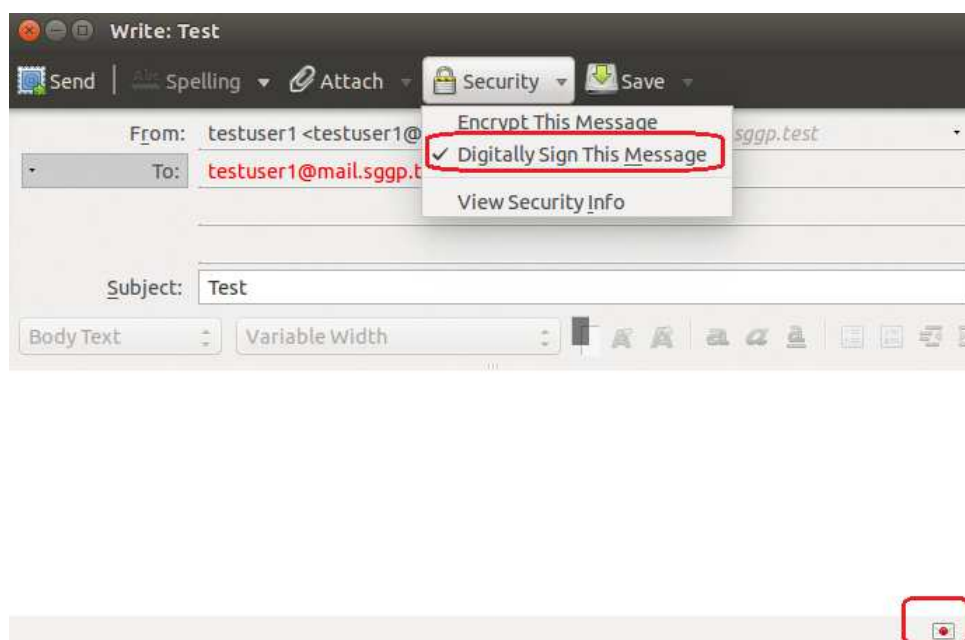 Write: Test
Send Spelling Attach Security Save
From: testuser1 <testuser1@ sggp.test
Encrypt This Message
Digitally Sign This Message
To: testuser1@mail.sggp.t
View Security Info
Subject: Test
Body Text Variable Width a a a